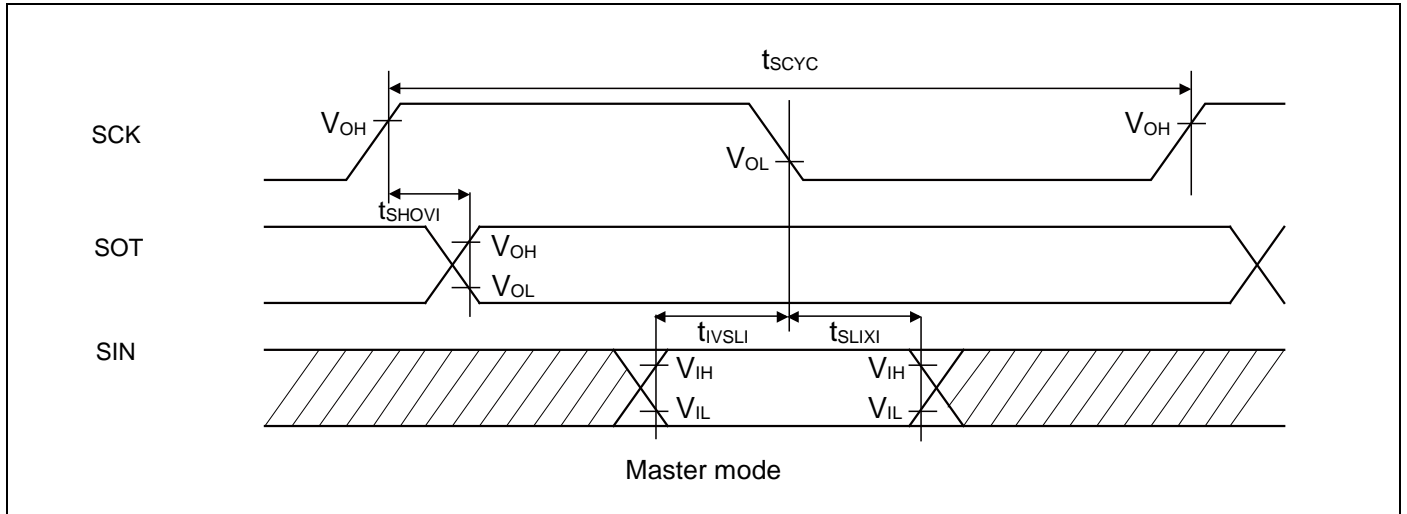 tSCYC
SCK
VOH
VOH
VOL
tSHOVI
SOT
VOH
VOL
tIVSLI
tSLIXI
SIN
VIH
VIH
VIL
VIL
Master mode